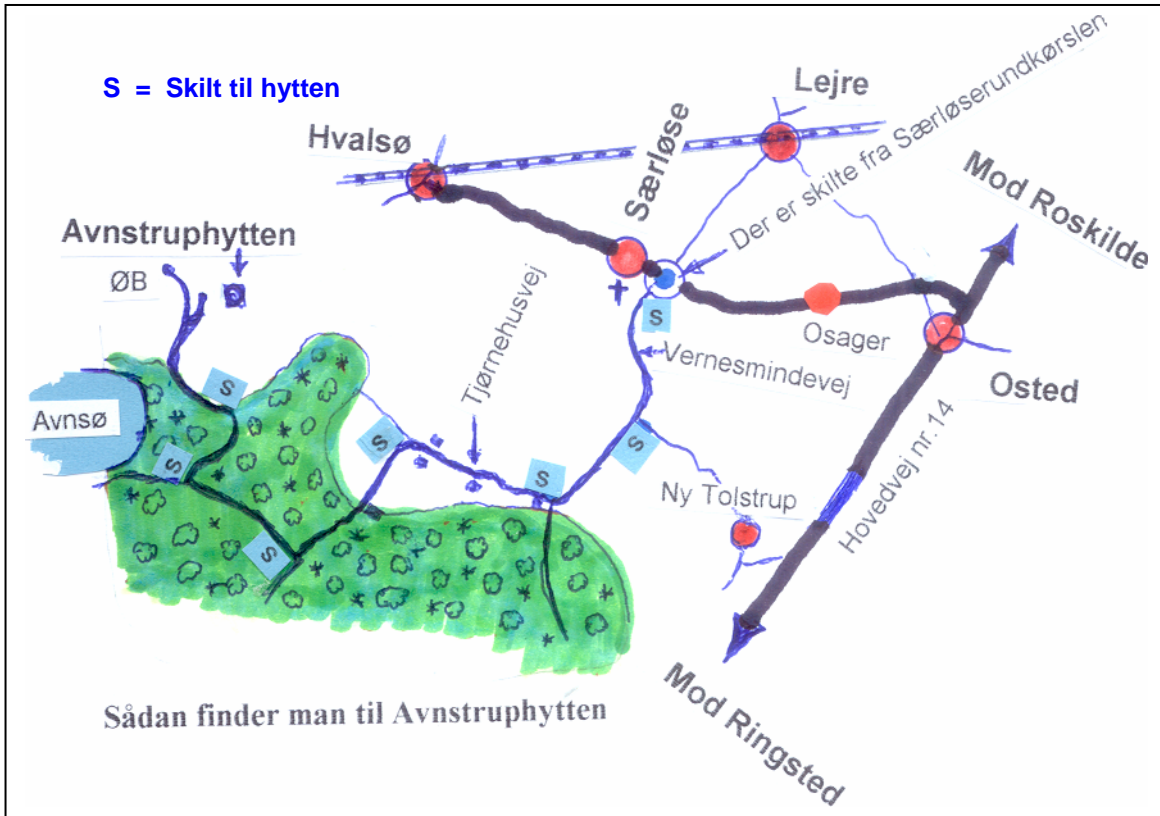 S = Skilt til hytten
Lejre
Hvalsø
Særløse
Der er skilte fra Særløserundkørslen
Mod Roskilde
Avnstruphytten
ØB
Tjørnehusvej
S
Osager
Vernesmindevej
Osted
S
Avnsø
S
S
S
S
Ny Tolstrup
Hovedvej nr. 14
S
Mod Ringsted
Sådan finder man til Avnstruphytten